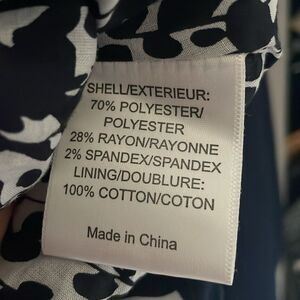 SHELL/EXTERIEUR:
70% POLYESTER/
POLYESTER
28% RAYON/RAYONNE
2% SPANDEX/SPANDEX
LINING/DOUBLURE:
100% COTTON/COTON
Made in China